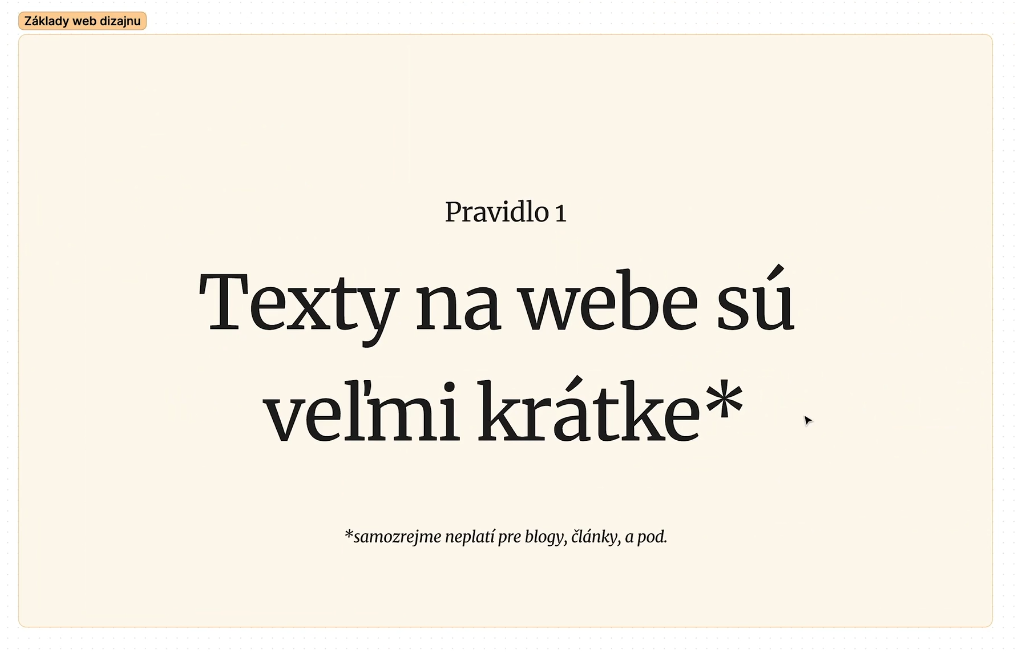 Základy web dizajnu
Pravidlo 1
Texty na webe sú
veľmi krátke*
*samozrejme neplatí pre blogy, články, a pod.